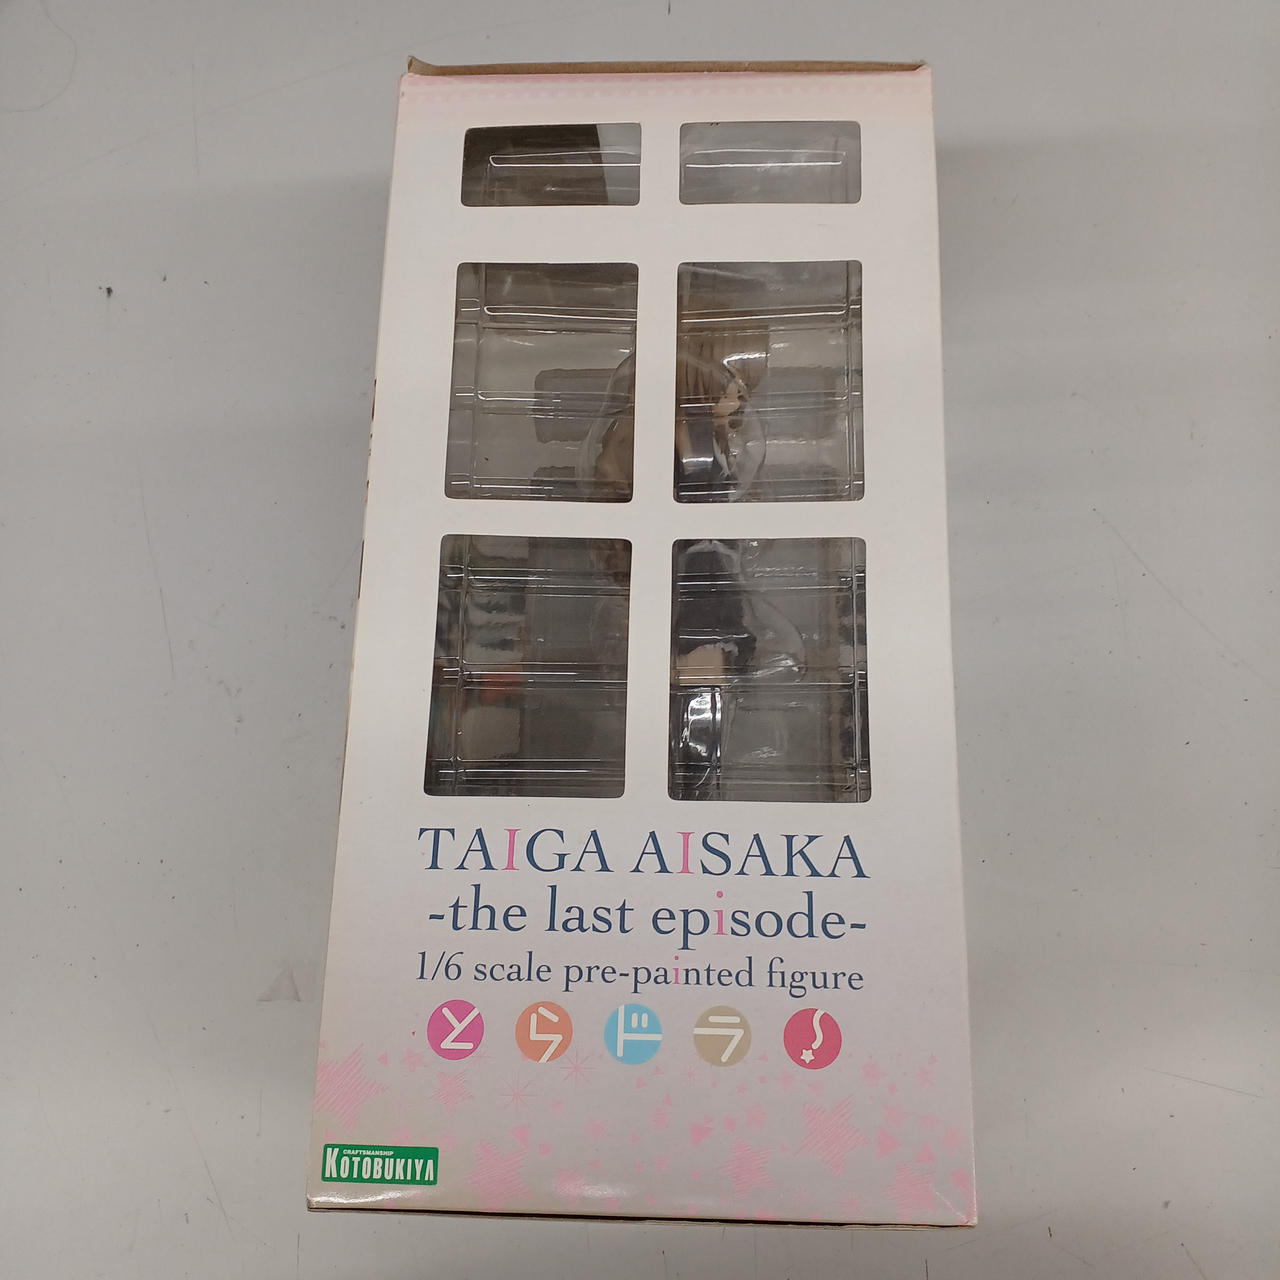 TAIGA AISAKA
-the last episode-
1/6 scale pre-painted figure
とらドラ!
CRAFTSMANSHIP
KOTOBUKIYA